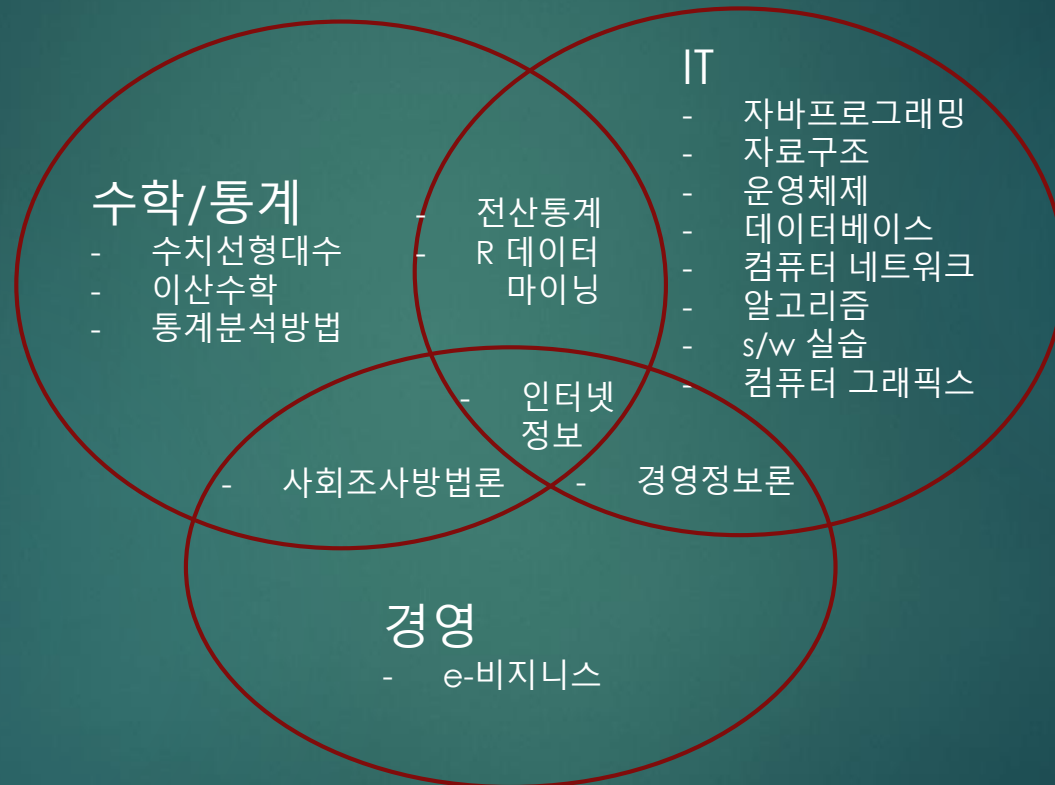 수학/통계
- 수치선형대수
- 이산수학
- 통계분석방법
- 전산통계
- R 데이터
마이닝
IT
- 자바프로그래밍
- 자료구조
- 운영체제
- 데이터베이스
- 컴퓨터 네트워크
- 알고리즘
- s/w 실습
- 컴퓨터 그래픽스
- 인터넷
정보
- 사회조사방법론
- 경영정보론
경영
- e-비지니스